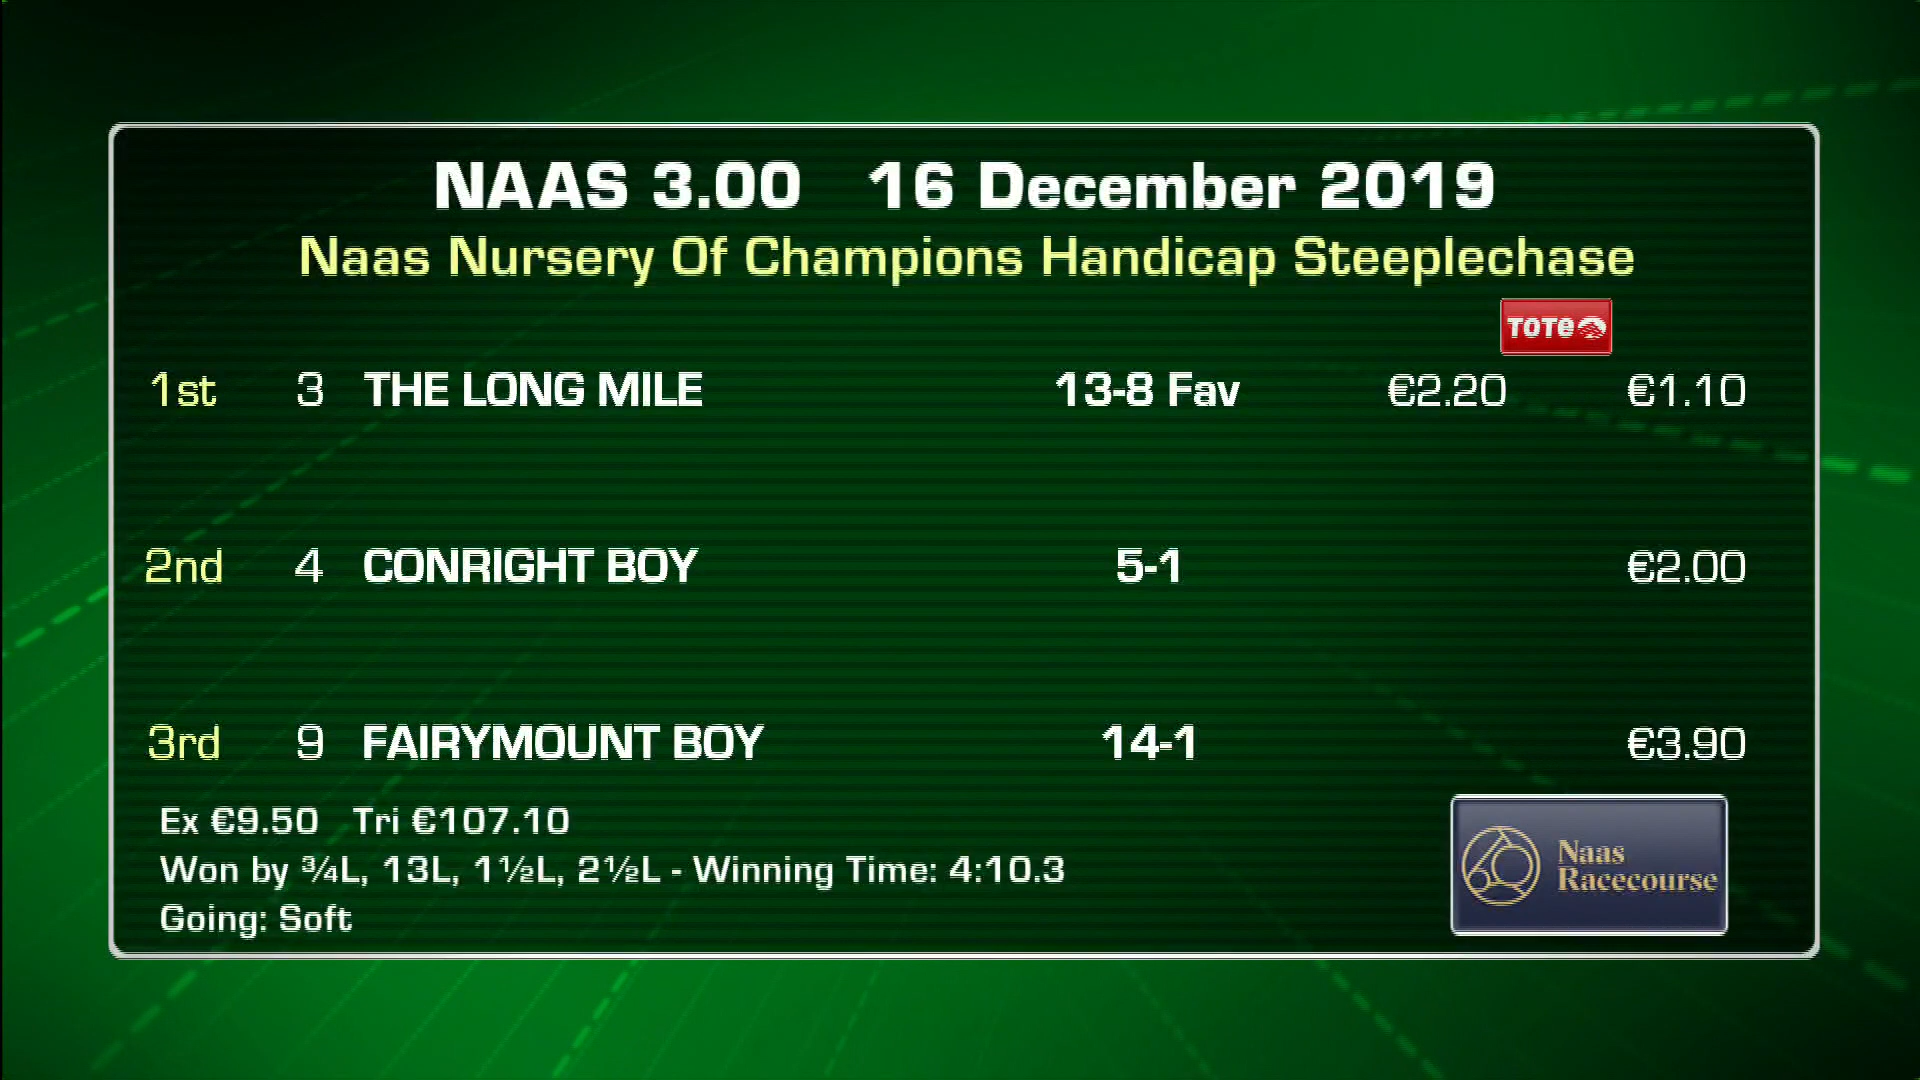 NAAS 3.00 16 December 2019
Naas Nursery Of Champions Handicap Steeplechase
TOTE
1st 3 THE LONG MILE 13-8 Fav €2.20 €1.10
2nd 4 CONRIGHT BOY 5-1 €2.00
3rd 9 FAIRYMOUNT BOY 14-1 €3.90
Ex €9.50 Tri €107.10
Won by ¾L, 13L, 1½L, 2½L - Winning Time: 4:10.3
Going: Soft
Naas
Racecourse